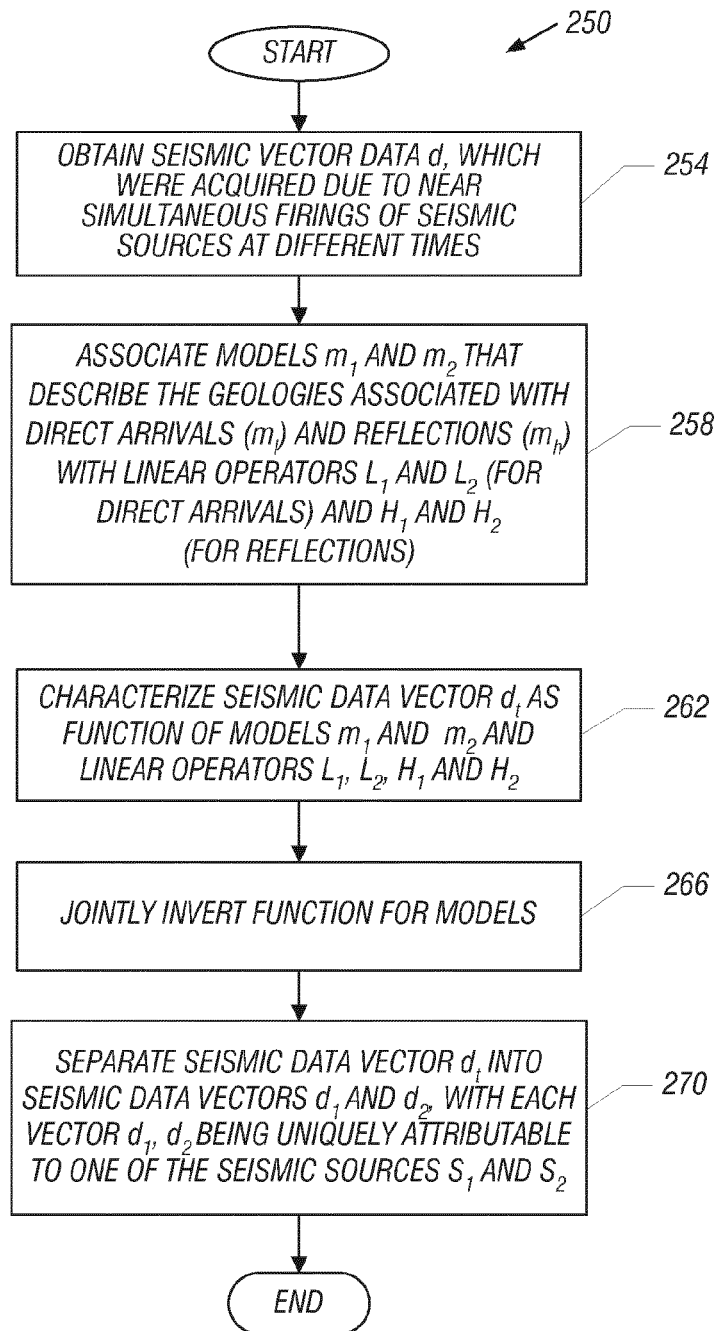 250
START
OBTAIN SEISMIC VECTOR DATA d, WHICH
WERE ACQUIRED DUE TO NEAR
SIMULTANEOUS FIRINGS OF SEISMIC
SOURCES AT DIFFERENT TIMES
254
ASSOCIATE MODELS m₁ AND m₂ THAT
DESCRIBE THE GEOLOGIES ASSOCIATED WITH
DIRECT ARRIVALS (mₗ) AND REFLECTIONS (mₕ)
WITH LINEAR OPERATORS L₁ AND L₂ (FOR
DIRECT ARRIVALS) AND H₁ AND H₂
(FOR REFLECTIONS)
258
CHARACTERIZE SEISMIC DATA VECTOR dₜ AS
FUNCTION OF MODELS m₁ AND m₂ AND
LINEAR OPERATORS L₁, L₂, H₁ AND H₂
262
JOINTLY INVERT FUNCTION FOR MODELS
266
SEPARATE SEISMIC DATA VECTOR dₜ INTO
SEISMIC DATA VECTORS d₁ AND d₂, WITH EACH
VECTOR d₁, d₂ BEING UNIQUELY ATTRIBUTABLE
TO ONE OF THE SEISMIC SOURCES S₁ AND S₂
270
END